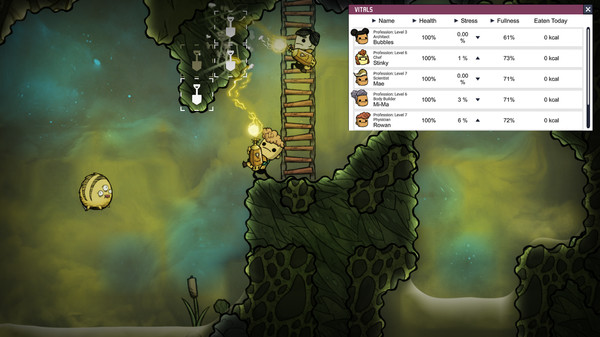 VITALS
Name Health Stress Fullness Eaten Today
Profession: Level 3
Architect
Bubbles 100% 0.00 % 61% 0 kcal
Profession: Level 6
Chef
Stinky 100% 1 % 73% 0 kcal
Profession: Level 7
Scientist
Mae 100% 0.00 % 71% 0 kcal
Profession: Level 6
Body Builder
Mi-Ma 100% 3 % 71% 0 kcal
Profession: Level 7
Physician
Rowan 100% 6 % 72% 0 kcal